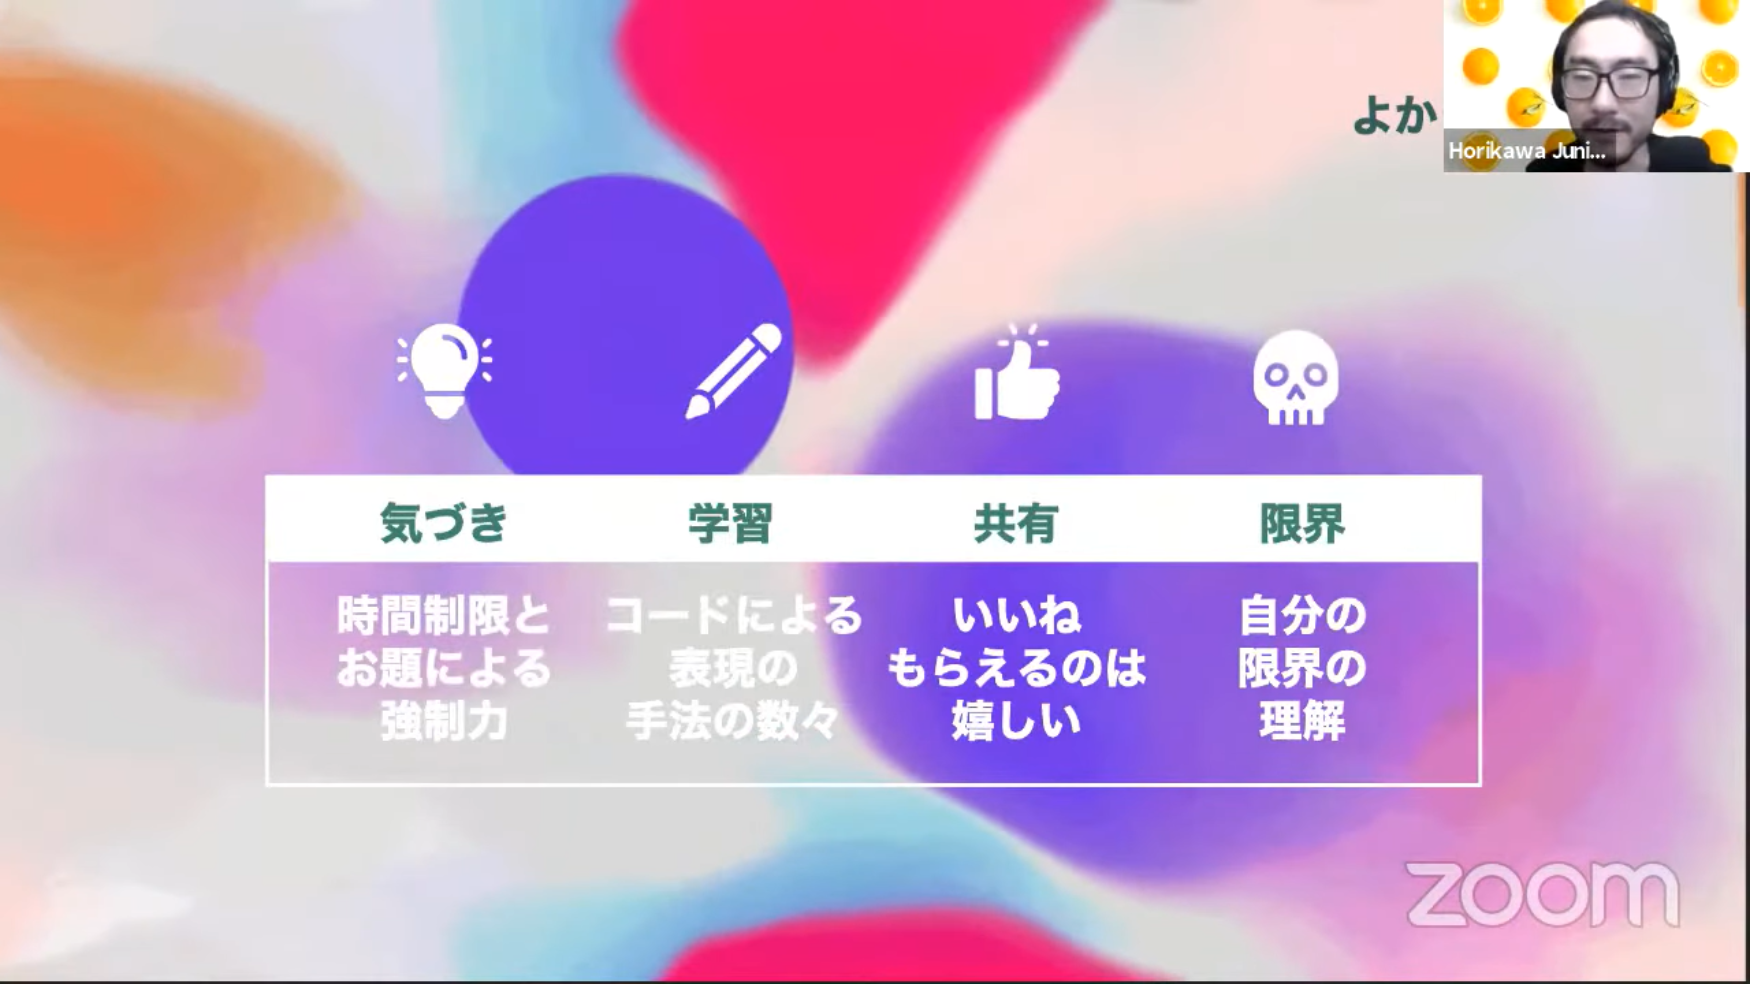 よか
Horikawa Juni...
気づき 学習 共有 限界
時間制限と
お題による
強制力
コードによる
表現の
手法の数々
いいね
もらえるのは
嬉しい
自分の
限界の
理解
zoom